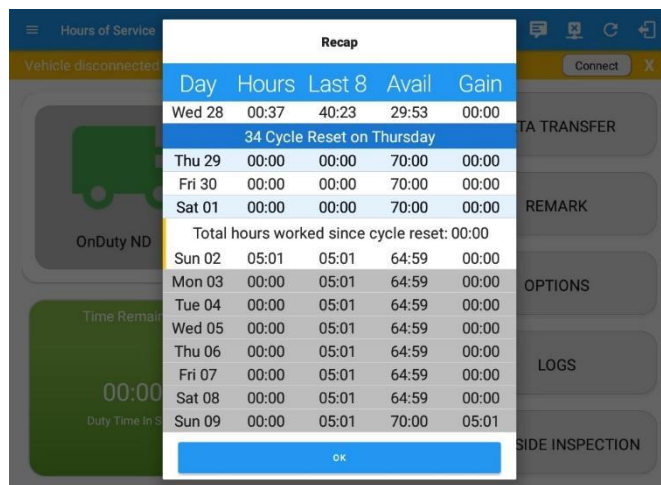 Hours of Service
Recap
Vehicle disconnected
Connect X
Day Hours Last 8 Avail Gain
Wed 28 00:37 40:23 29:53 00:00
34 Cycle Reset on Thursday
Thu 29 00:00 00:00 70:00 00:00
Fri 30 00:00 00:00 70:00 00:00
Sat 01 00:00 00:00 70:00 00:00
Total hours worked since cycle reset: 00:00
Sun 02 05:01 05:01 64:59 00:00
Mon 03 00:00 05:01 64:59 00:00
Tue 04 00:00 05:01 64:59 00:00
Wed 05 00:00 05:01 64:59 00:00
Thu 06 00:00 05:01 64:59 00:00
Fri 07 00:00 05:01 64:59 00:00
Sat 08 00:00 05:01 64:59 00:00
Sun 09 00:00 05:01 70:00 05:01
OK
OnDuty ND
Time Remain
00:00
Duty Time In S
TA TRANSFER
REMARK
OPTIONS
LOGS
SIDE INSPECTION